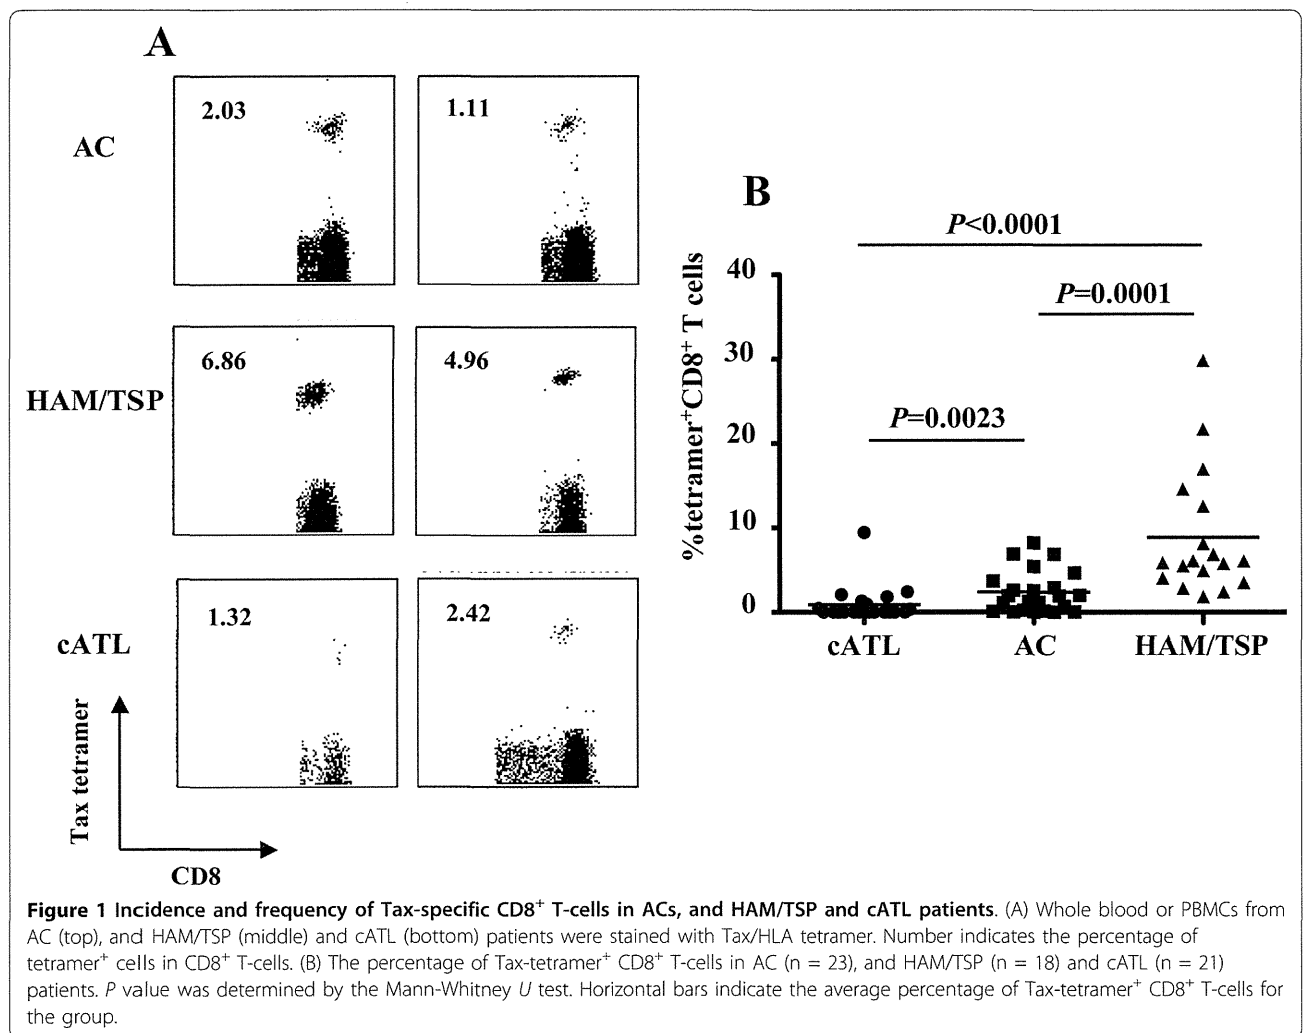 A
AC
2.03
1.11
HAM/TSP
6.86
4.96
cATL
1.32
2.42
Tax tetramer
CD8
B
P<0.0001
P=0.0001
P=0.0023
%tetramer⁺CD8⁺ T cells
40
30
20
10
0
cATL AC HAM/TSP
Figure 1 Incidence and frequency of Tax-specific CD8⁺ T-cells in ACs, and HAM/TSP and cATL patients. (A) Whole blood or PBMCs from
AC (top), and HAM/TSP (middle) and cATL (bottom) patients were stained with Tax/HLA tetramer. Number indicates the percentage of
tetramer⁺ cells in CD8⁺ T-cells. (B) The percentage of Tax-tetramer⁺ CD8⁺ T-cells in AC (n = 23), and HAM/TSP (n = 18) and cATL (n = 21)
patients. P value was determined by the Mann-Whitney U test. Horizontal bars indicate the average percentage of Tax-tetramer⁺ CD8⁺ T-cells for
the group.